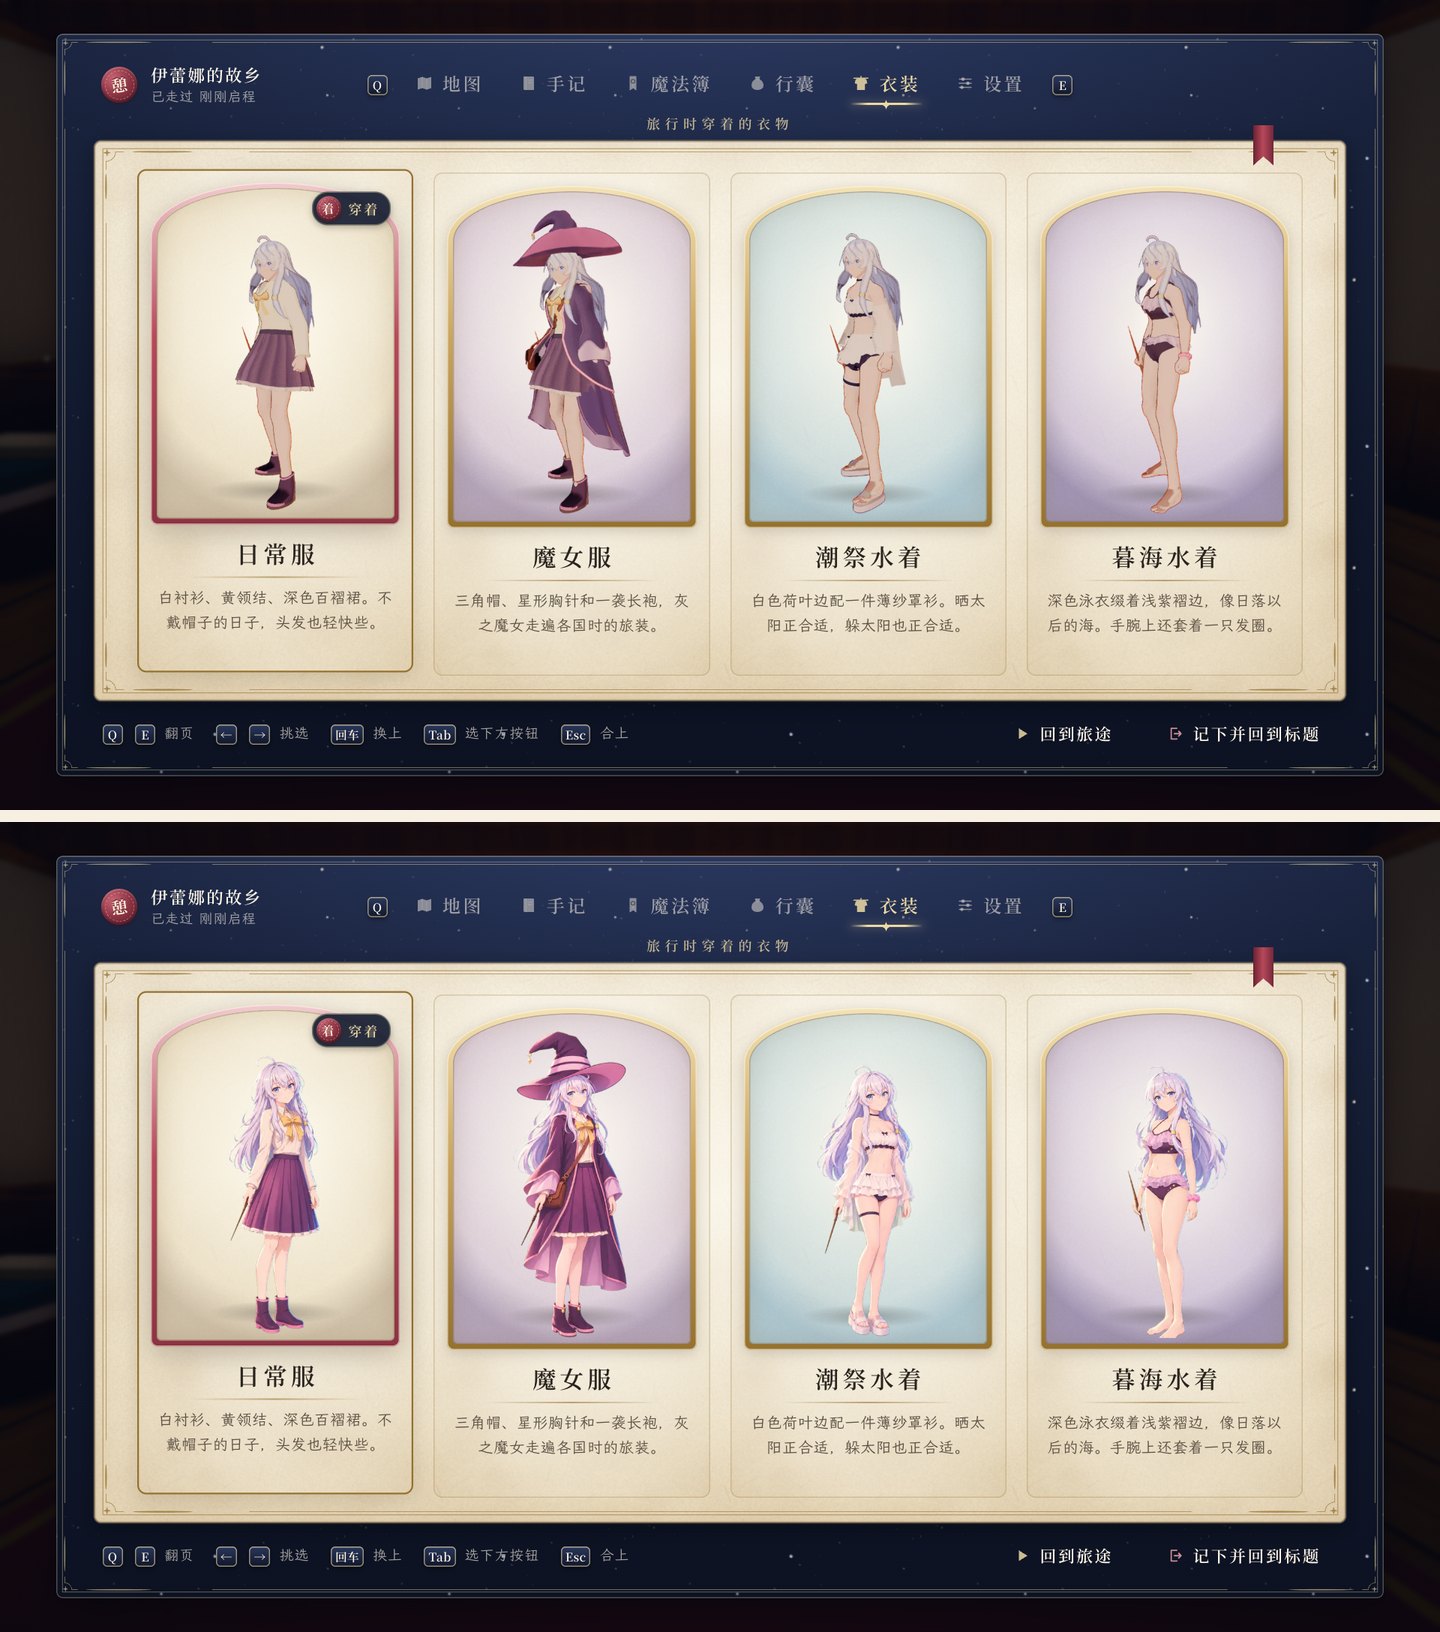 憩 伊蕾娜的故乡
已走过 刚刚启程
Q 地图 手记 魔法簿 行囊 衣装 设置 E
旅行时穿着的衣物
着 穿着
日常服
白衬衫、黄领结、深色百褶裙。不
戴帽子的日子，头发也轻快些。
魔女服
三角帽、星形胸针和一袭长袍，灰
之魔女走遍各国时的旅装。
潮祭水着
白色荷叶边配一件薄纱罩衫。晒太
阳正合适，躲太阳也正合适。
暮海水着
深色泳衣缀着浅紫褶边，像日落以
后的海。手腕上还套着一只发圈。
Q E 翻页 ← → 挑选 回车 换上 Tab 选下方按钮 Esc 合上
回到旅途 记下并回到标题
憩 伊蕾娜的故乡
已走过 刚刚启程
Q 地图 手记 魔法簿 行囊 衣装 设置 E
旅行时穿着的衣物
着 穿着
日常服
白衬衫、黄领结、深色百褶裙。不
戴帽子的日子，头发也轻快些。
魔女服
三角帽、星形胸针和一袭长袍，灰
之魔女走遍各国时的旅装。
潮祭水着
白色荷叶边配一件薄纱罩衫。晒太
阳正合适，躲太阳也正合适。
暮海水着
深色泳衣缀着浅紫褶边，像日落以
后的海。手腕上还套着一只发圈。
Q E 翻页 ← → 挑选 回车 换上 Tab 选下方按钮 Esc 合上
回到旅途 记下并回到标题